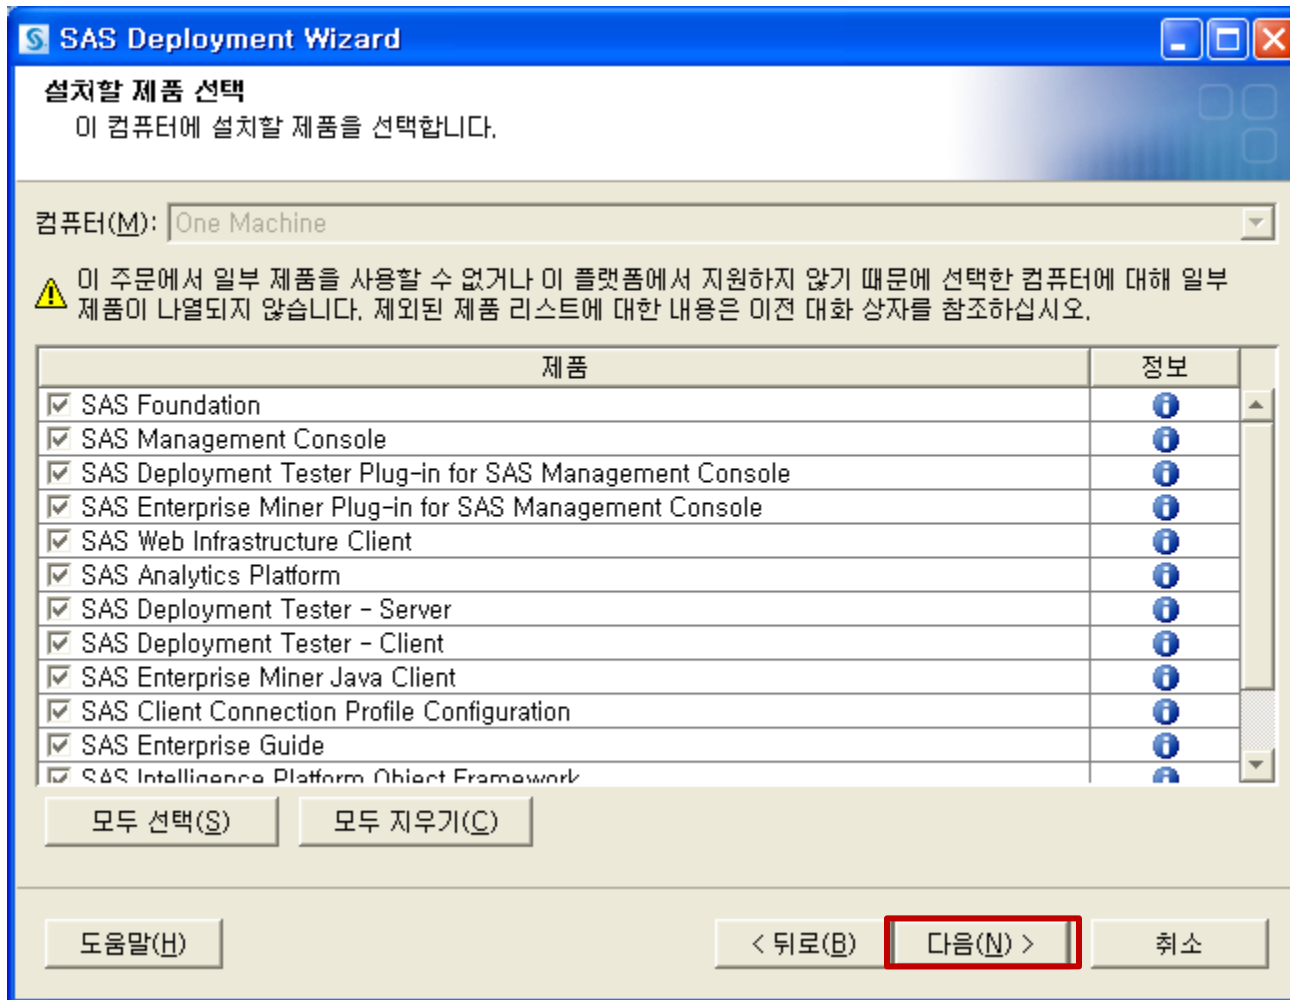 SAS Deployment Wizard
설치할 제품 선택
이 컴퓨터에 설치할 제품을 선택합니다.
컴퓨터(M): One Machine
이 주문에서 일부 제품을 사용할 수 없거나 이 플랫폼에서 지원하지 않기 때문에 선택한 컴퓨터에 대해 일부
제품이 나열되지 않습니다. 제외된 제품 리스트에 대한 내용은 이전 대화 상자를 참조하십시오.
제품 정보
SAS Foundation
SAS Management Console
SAS Deployment Tester Plug-in for SAS Management Console
SAS Enterprise Miner Plug-in for SAS Management Console
SAS Web Infrastructure Client
SAS Analytics Platform
SAS Deployment Tester - Server
SAS Deployment Tester - Client
SAS Enterprise Miner Java Client
SAS Client Connection Profile Configuration
SAS Enterprise Guide
SAS Intelligence Platform Object Framework
모두 선택(S) 모두 지우기(C)
도움말(H) < 뒤로(B) 다음(N) > 취소